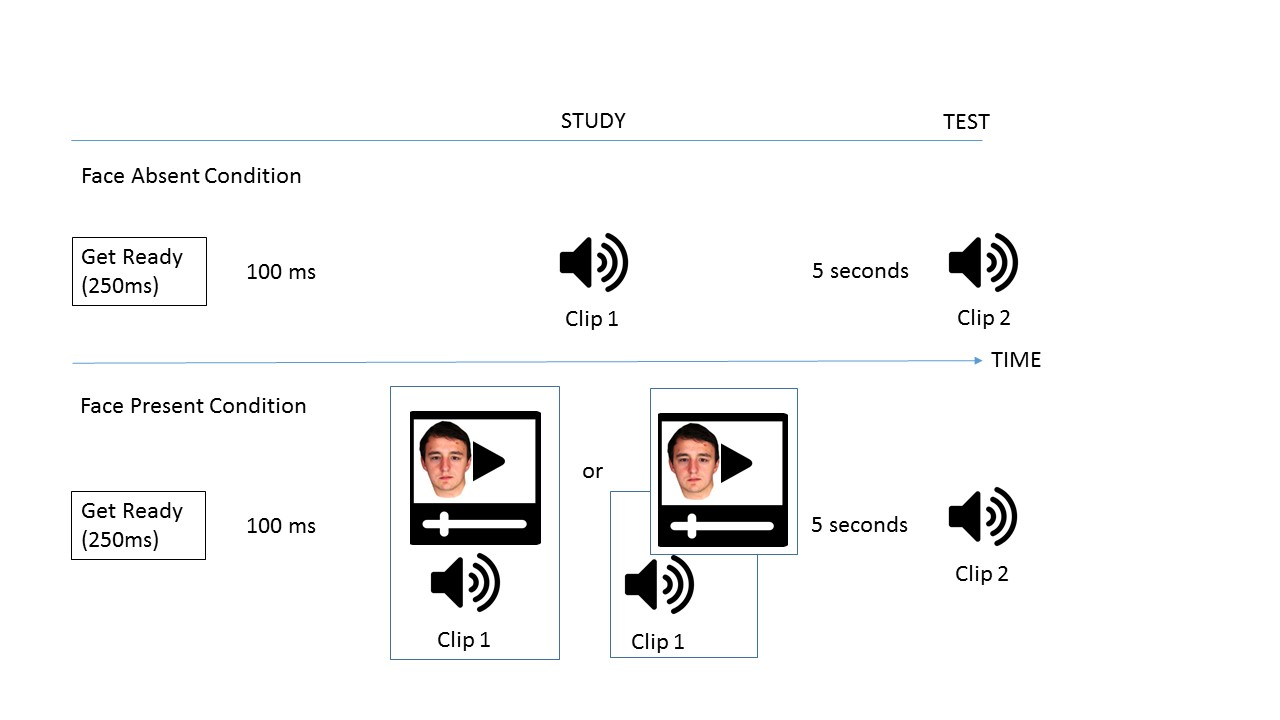 STUDY
TEST
Face Absent Condition
Get Ready
(250ms)
100 ms
5 seconds
Clip 1
Clip 2
TIME
Face Present Condition
or
Get Ready
(250ms)
100 ms
5 seconds
Clip 2
Clip 1
Clip 1